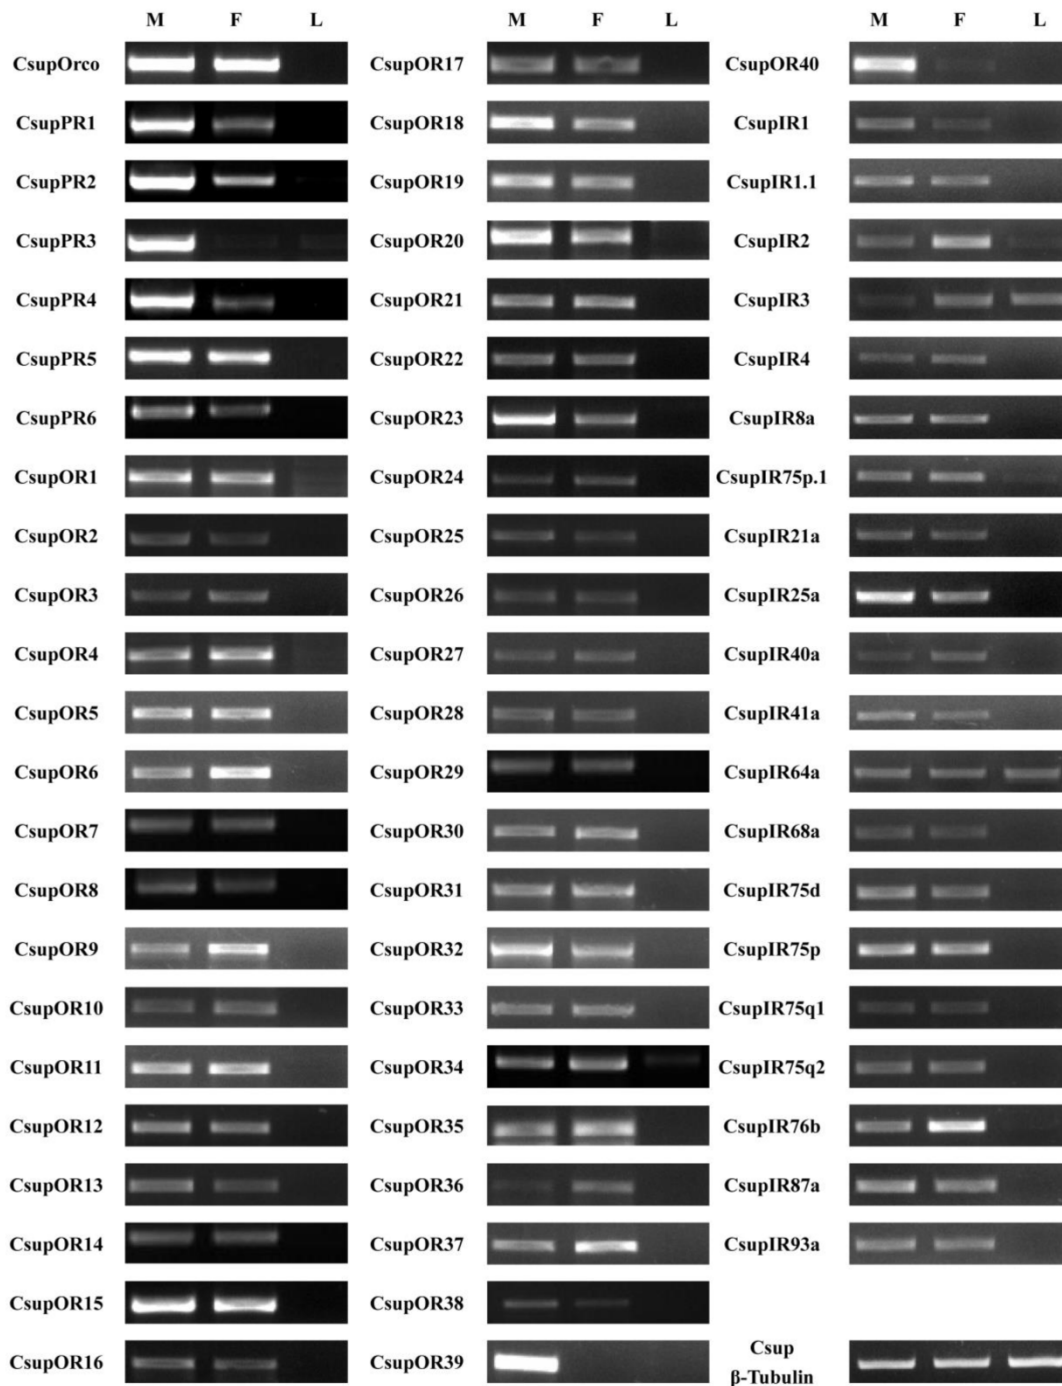 M F L M F L M F L
CsupOrco CsupOR17 CsupOR40
CsupPR1 CsupOR18 CsupIR1
CsupPR2 CsupOR19 CsupIR1.1
CsupPR3 CsupOR20 CsupIR2
CsupPR4 CsupOR21 CsupIR3
CsupPR5 CsupOR22 CsupIR4
CsupPR6 CsupOR23 CsupIR8a
CsupOR1 CsupOR24 CsupIR75p.1
CsupOR2 CsupOR25 CsupIR21a
CsupOR3 CsupOR26 CsupIR25a
CsupOR4 CsupOR27 CsupIR40a
CsupOR5 CsupOR28 CsupIR41a
CsupOR6 CsupOR29 CsupIR64a
CsupOR7 CsupOR30 CsupIR68a
CsupOR8 CsupOR31 CsupIR75d
CsupOR9 CsupOR32 CsupIR75p
CsupOR10 CsupOR33 CsupIR75q1
CsupOR11 CsupOR34 CsupIR75q2
CsupOR12 CsupOR35 CsupIR76b
CsupOR13 CsupOR36 CsupIR87a
CsupOR14 CsupOR37 CsupIR93a
CsupOR15 CsupOR38
CsupOR16 CsupOR39 Csup
β-Tubulin